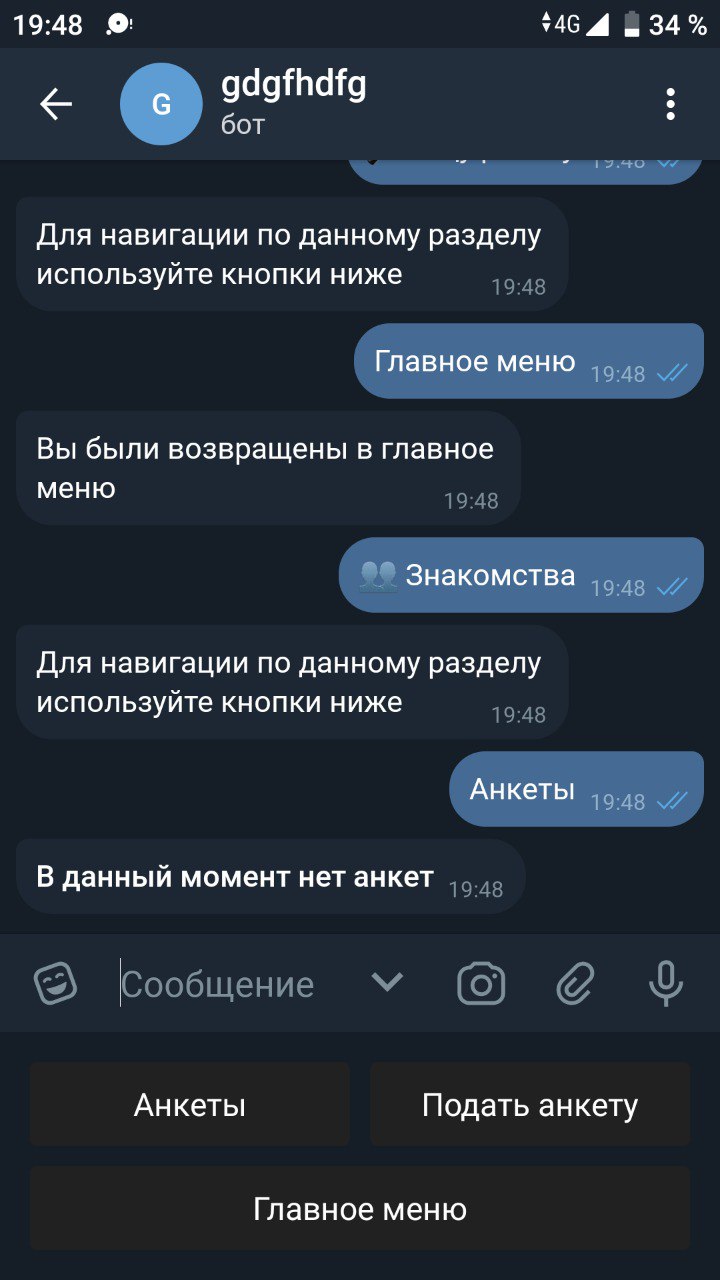 19:48
4G
34 %
G
gdgfhdfg
бот
19:48
Для навигации по данному разделу
используйте кнопки ниже
19:48
Главное меню 19:48
Вы были возвращены в главное
меню
19:48
Знакомства 19:48
Для навигации по данному разделу
используйте кнопки ниже
19:48
Анкеты 19:48
В данный момент нет анкет 19:48
Сообщение
Анкеты
Подать анкету
Главное меню